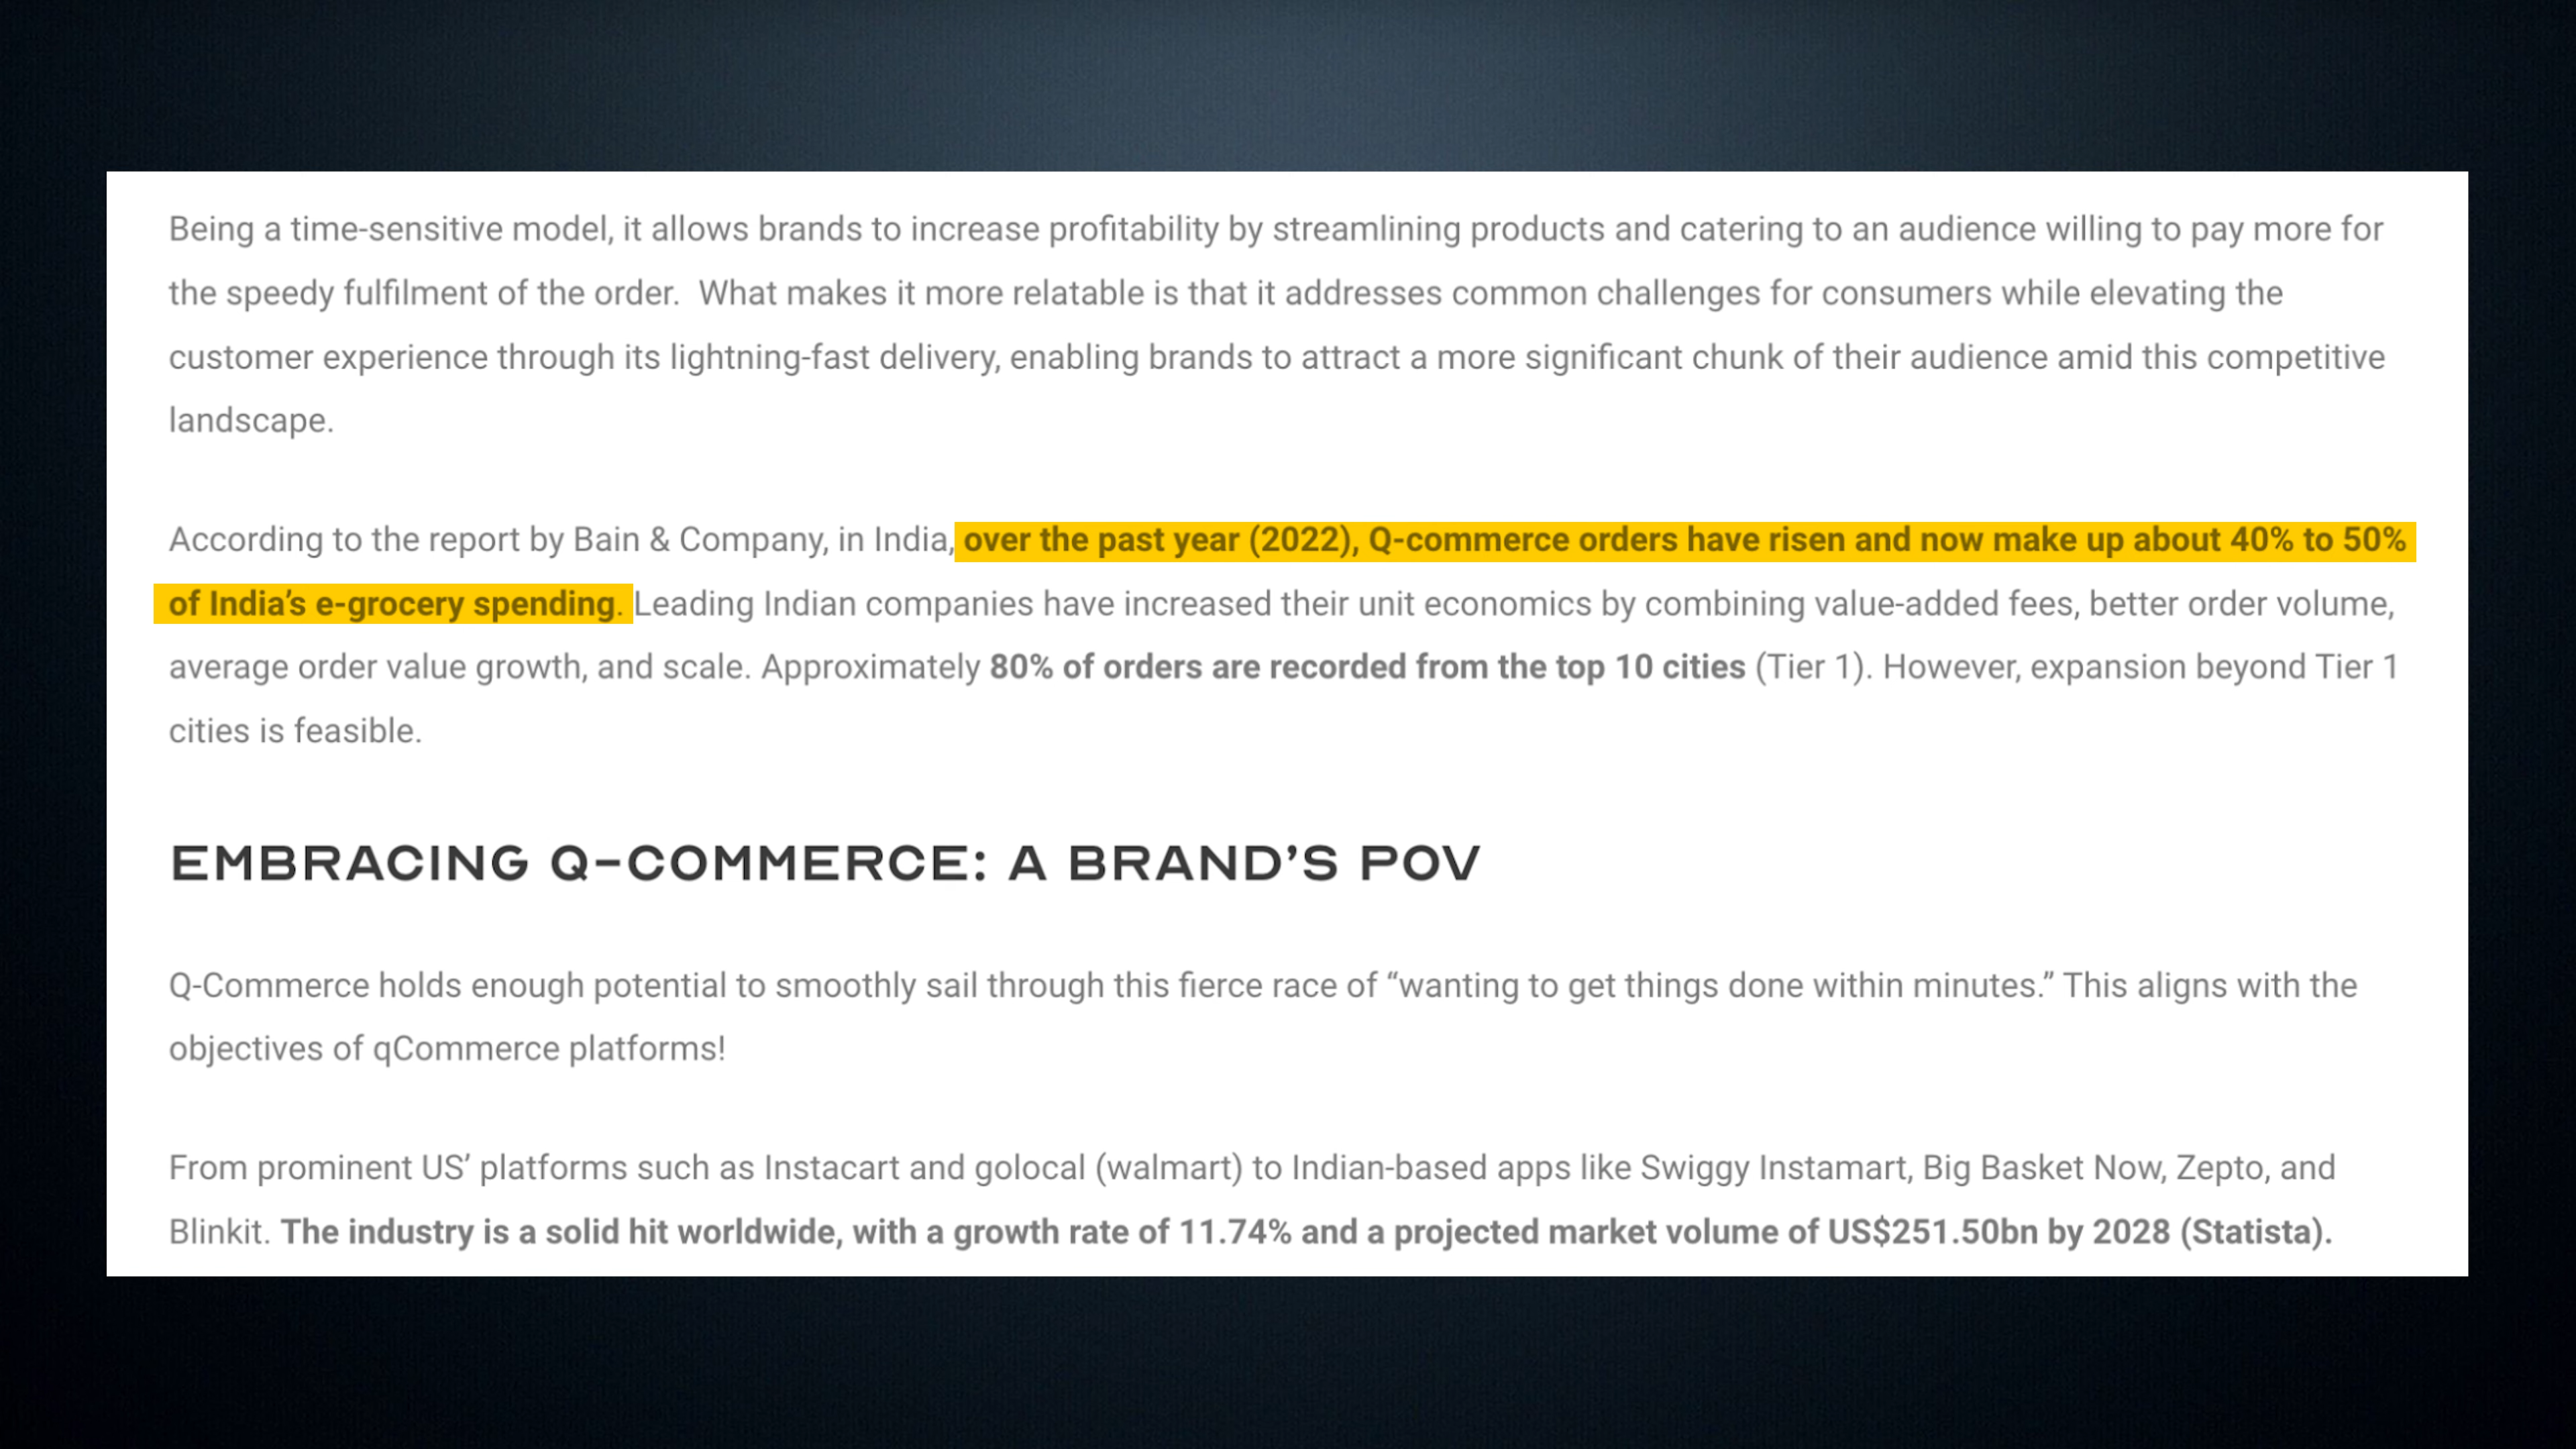 Being a time-sensitive model, it allows brands to increase profitability by streamlining products and catering to an audience willing to pay more for
the speedy fulfilment of the order.  What makes it more relatable is that it addresses common challenges for consumers while elevating the
customer experience through its lightning-fast delivery, enabling brands to attract a more significant chunk of their audience amid this competitive
landscape.
According to the report by Bain & Company, in India, over the past year (2022), Q-commerce orders have risen and now make up about 40% to 50%
of India’s e-grocery spending. Leading Indian companies have increased their unit economics by combining value-added fees, better order volume,
average order value growth, and scale. Approximately 80% of orders are recorded from the top 10 cities (Tier 1). However, expansion beyond Tier 1
cities is feasible.
EMBRACING Q-COMMERCE: A BRAND’S POV
Q-Commerce holds enough potential to smoothly sail through this fierce race of “wanting to get things done within minutes.” This aligns with the
objectives of qCommerce platforms!
From prominent US’ platforms such as Instacart and golocal (walmart) to Indian-based apps like Swiggy Instamart, Big Basket Now, Zepto, and
Blinkit. The industry is a solid hit worldwide, with a growth rate of 11.74% and a projected market volume of US$251.50bn by 2028 (Statista).